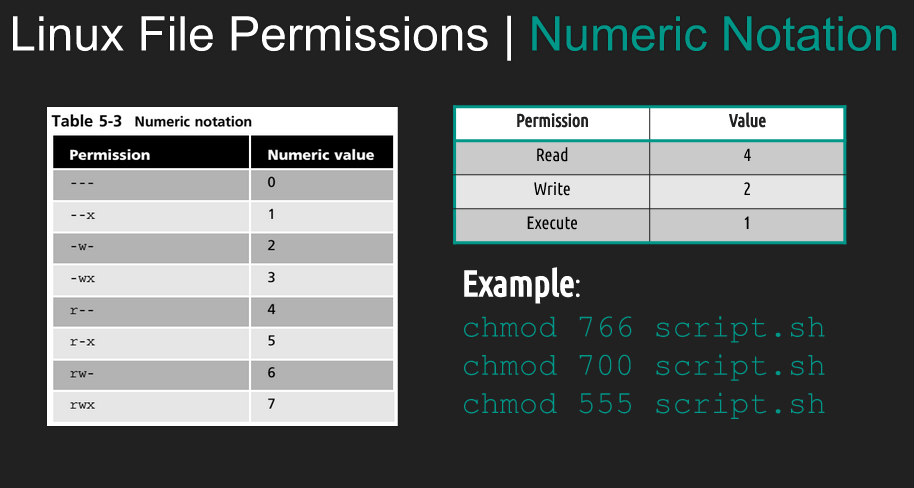 Linux File Permissions | Numeric Notation
Table 5-3 Numeric notation
Permission Numeric value
--- 0
--x 1
-w- 2
-wx 3
r-- 4
r-x 5
rw- 6
rwx 7
Permission Value
Read 4
Write 2
Execute 1
Example:
chmod 766 script.sh
chmod 700 script.sh
chmod 555 script.sh